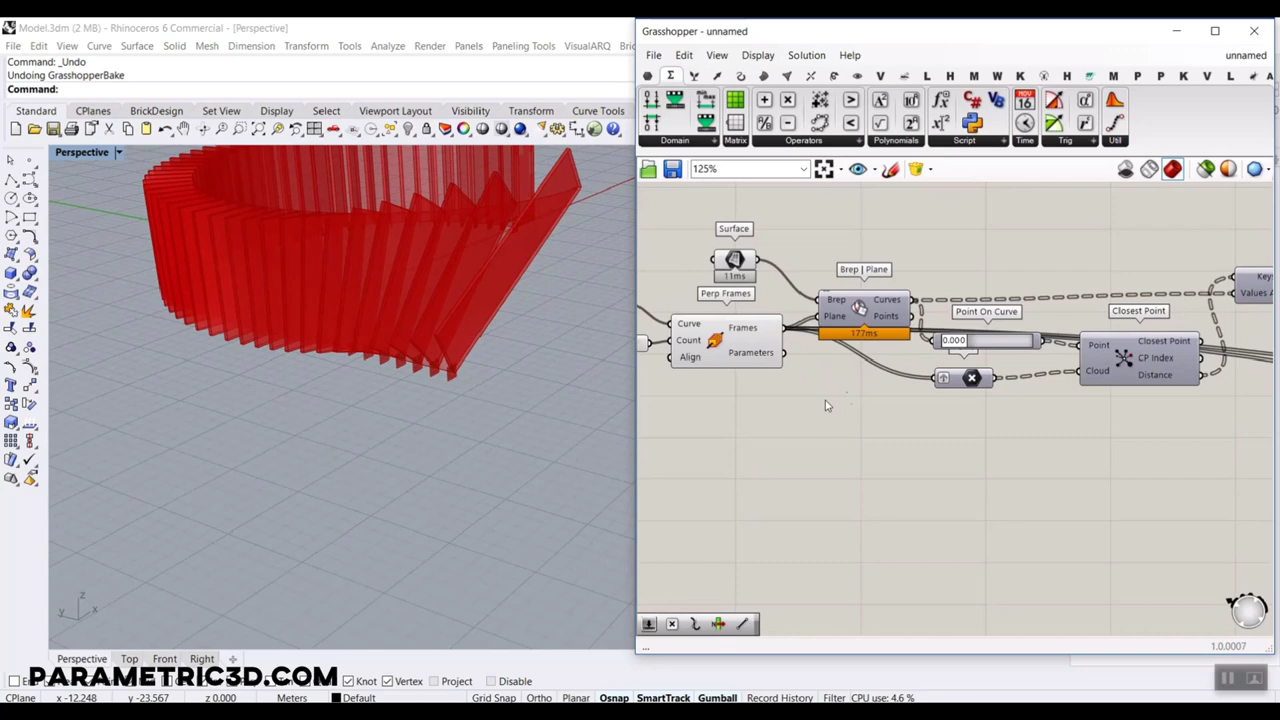 Model.3dm (2 MB) - Rhinoceros 6 Commercial - [Perspective]
File Edit View Curve Surface Solid Mesh Dimension Transform Tools Analyze Render Panels Paneling Tools VisualARQ
Command: _Undo
Undoing GrasshopperBake
Command:
Standard CPlanes BrickDesign Set View Display Select Viewport Layout Visibility Transform Curve Tools
Perspective
z
y x
Perspective Top Front Right
PARAMETRIC3D.COM
Knot Vertex Project Disable
CPlane x -12.248 y -23.567 z 0.000 Meters Default Grid Snap Ortho Planar Osnap SmartTrack Gumball Record History Filter CPU use: 4.6 %
Grasshopper - unnamed
File Edit View Display Solution Help unnamed
Domain Matrix Operators Polynomials Script Time Trig Util
125%
Surface
11ms
Perp Frames
Curve Frames
Count
Align Parameters
Brep | Plane
Brep Curves
Plane Points
177ms
Point On Curve
0.000
Closest Point
Point Closest Point
CP Index
Cloud Distance
Values
...
1.0.0007